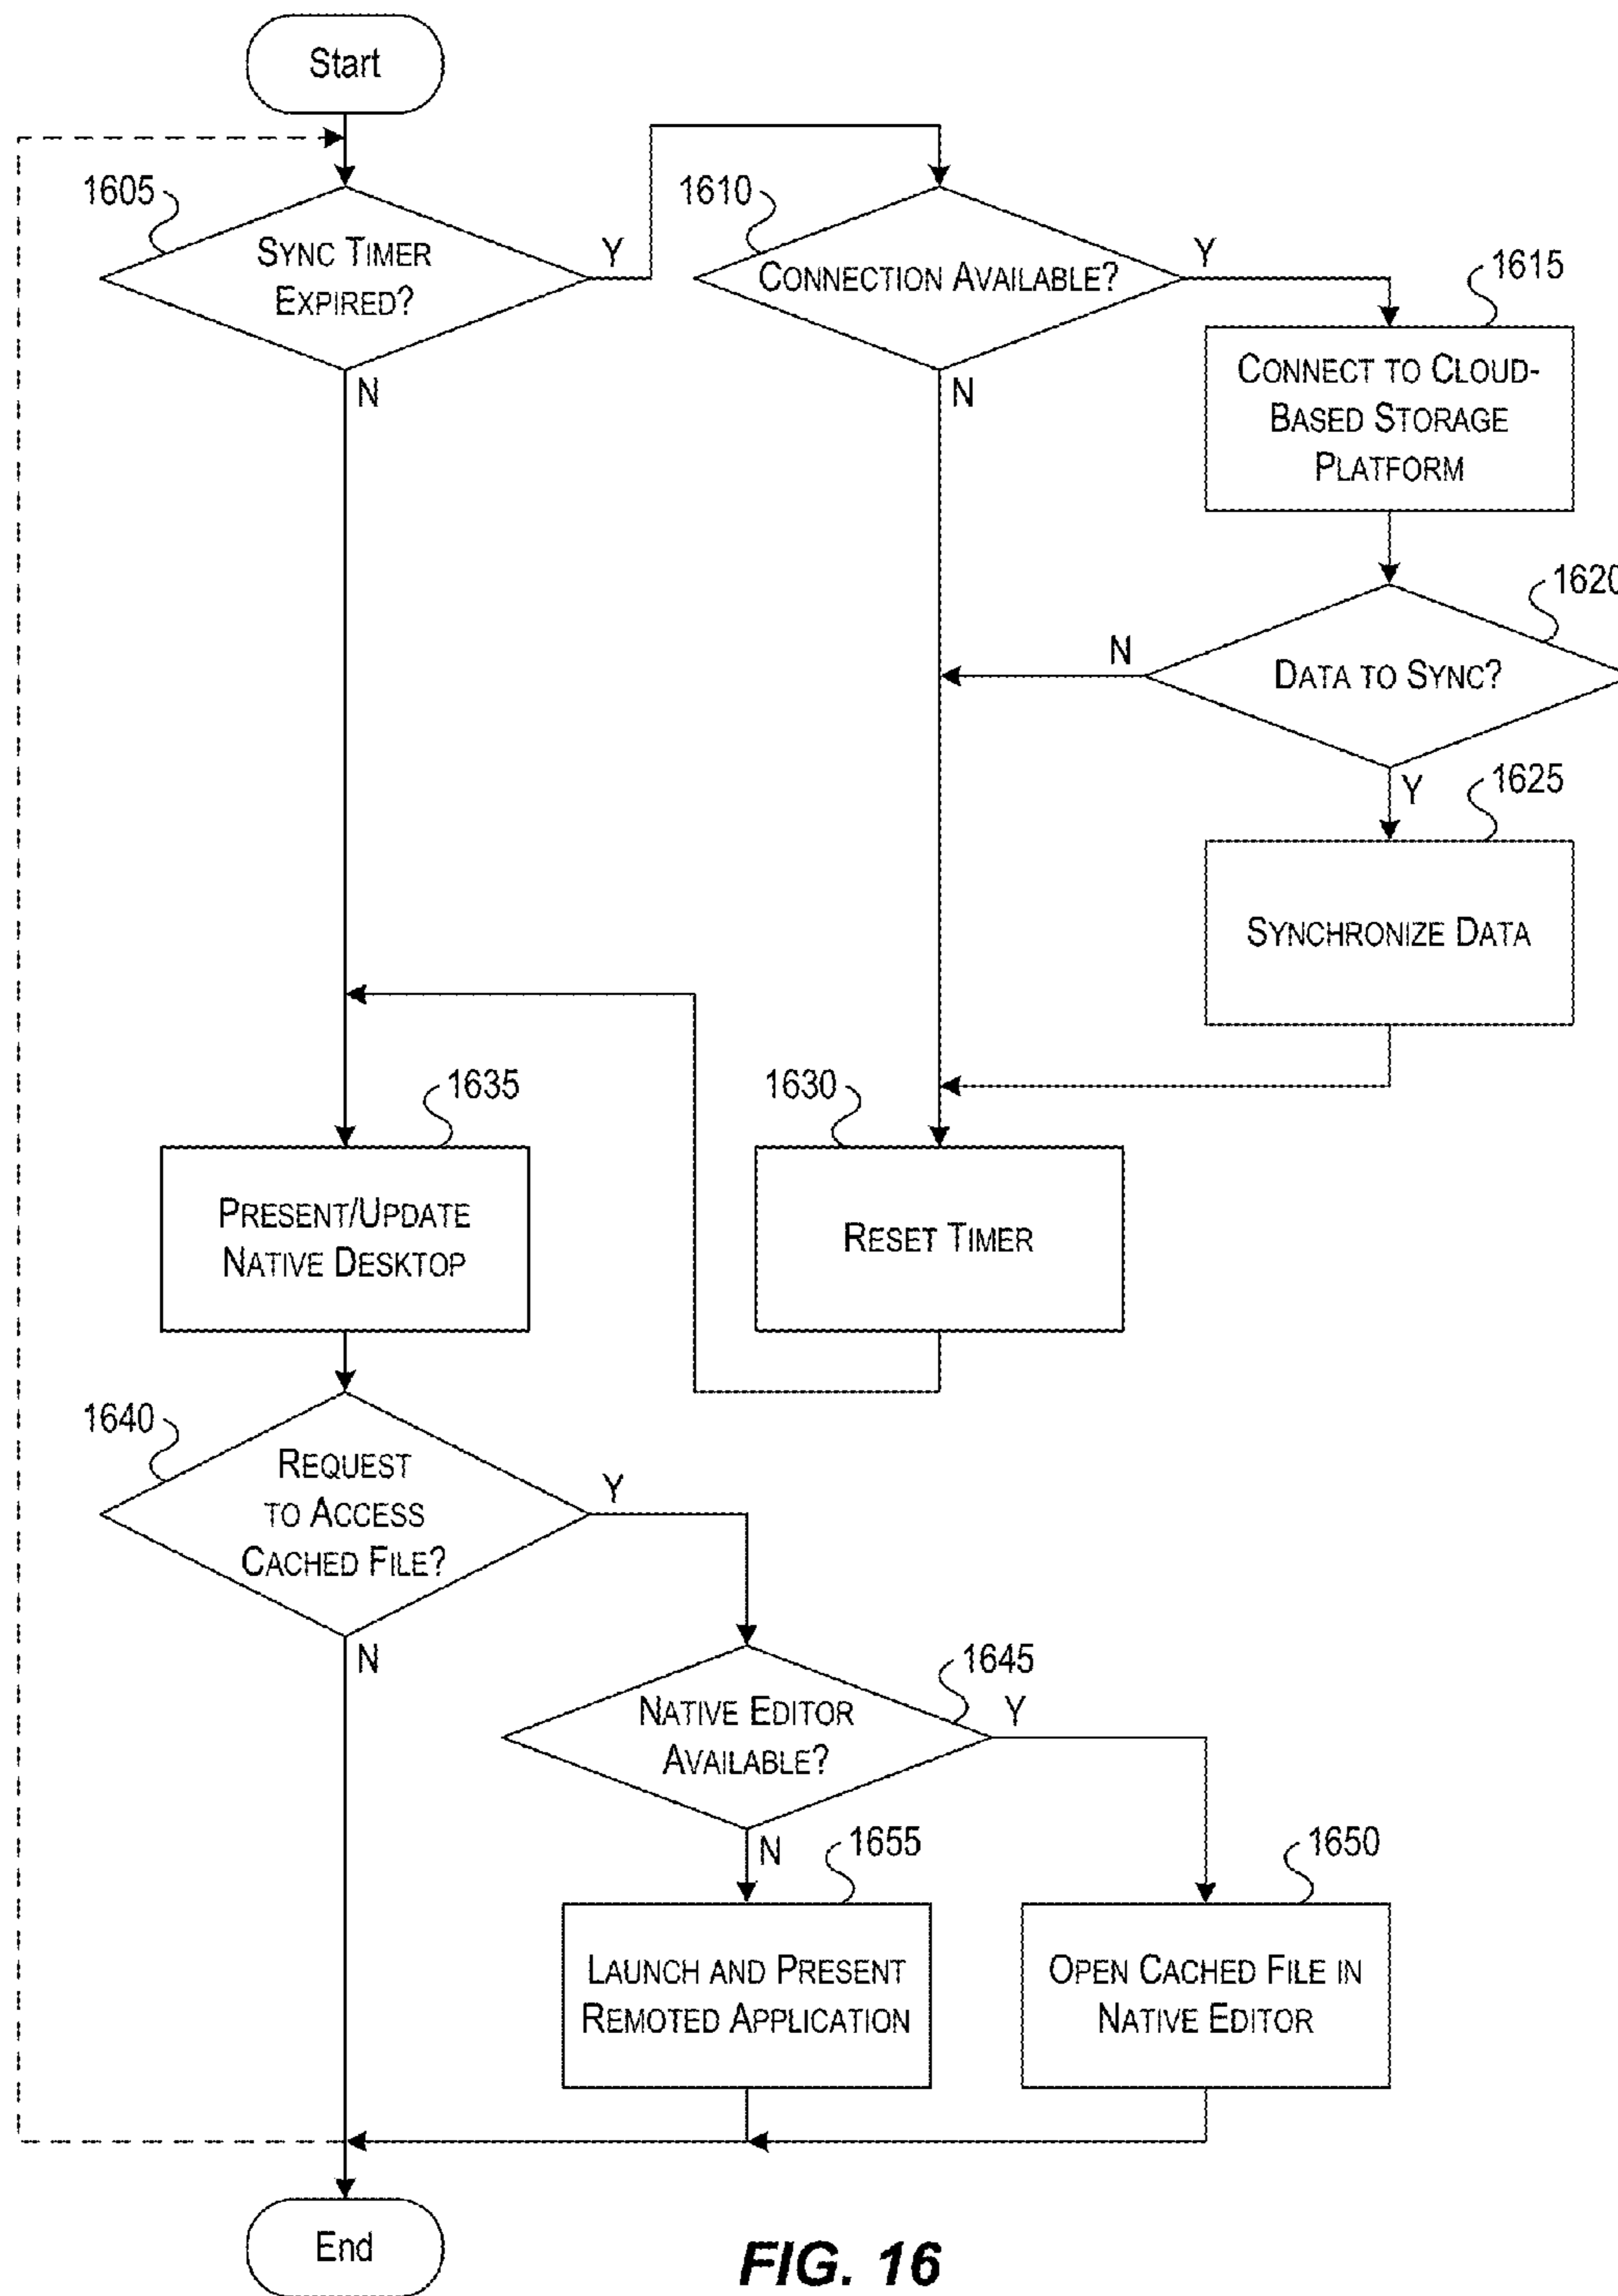 Start
1605
SYNC TIMER
EXPIRED?
Y
N
1610
CONNECTION AVAILABLE?
Y
N
1615
CONNECT TO CLOUD-
BASED STORAGE
PLATFORM
1620
DATA TO SYNC?
N
Y
1625
SYNCHRONIZE DATA
1635
PRESENT/UPDATE
NATIVE DESKTOP
1630
RESET TIMER
1640
REQUEST
TO ACCESS
CACHED FILE?
Y
N
1645
NATIVE EDITOR
AVAILABLE?
Y
N
1655
LAUNCH AND PRESENT
REMOTED APPLICATION
1650
OPEN CACHED FILE IN
NATIVE EDITOR
End
FIG. 16